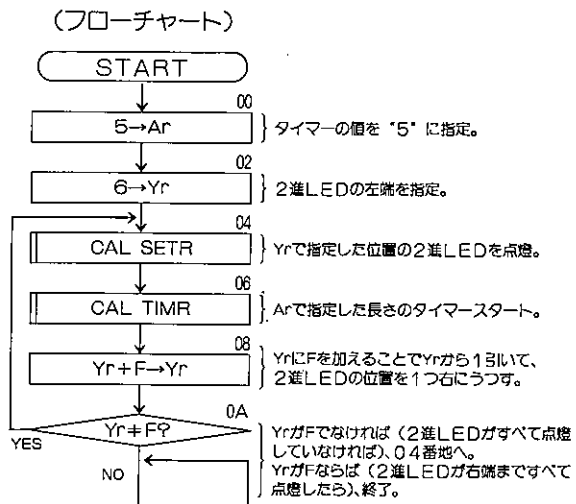 (フローチャート)
START
00
5→Ar
タイマーの値を "5" に指定。
02
6→Yr
2進LEDの左端を指定。
04
CAL SETR
Yrで指定した位置の2進LEDを点燈。
06
CAL TIMR
Arで指定した長さのタイマースタート。
08
Yr+F→Yr
YrにFを加えることでYrから1引いて、
2進LEDの位置を1つ右にうつす。
0A
Yr≠F?
YES
NO
YrがFでなければ (2進LEDがすべて点燈
していなければ)、04番地へ。
YrがFならば (2進LEDが右端まですべて
点燈したら)、終了。